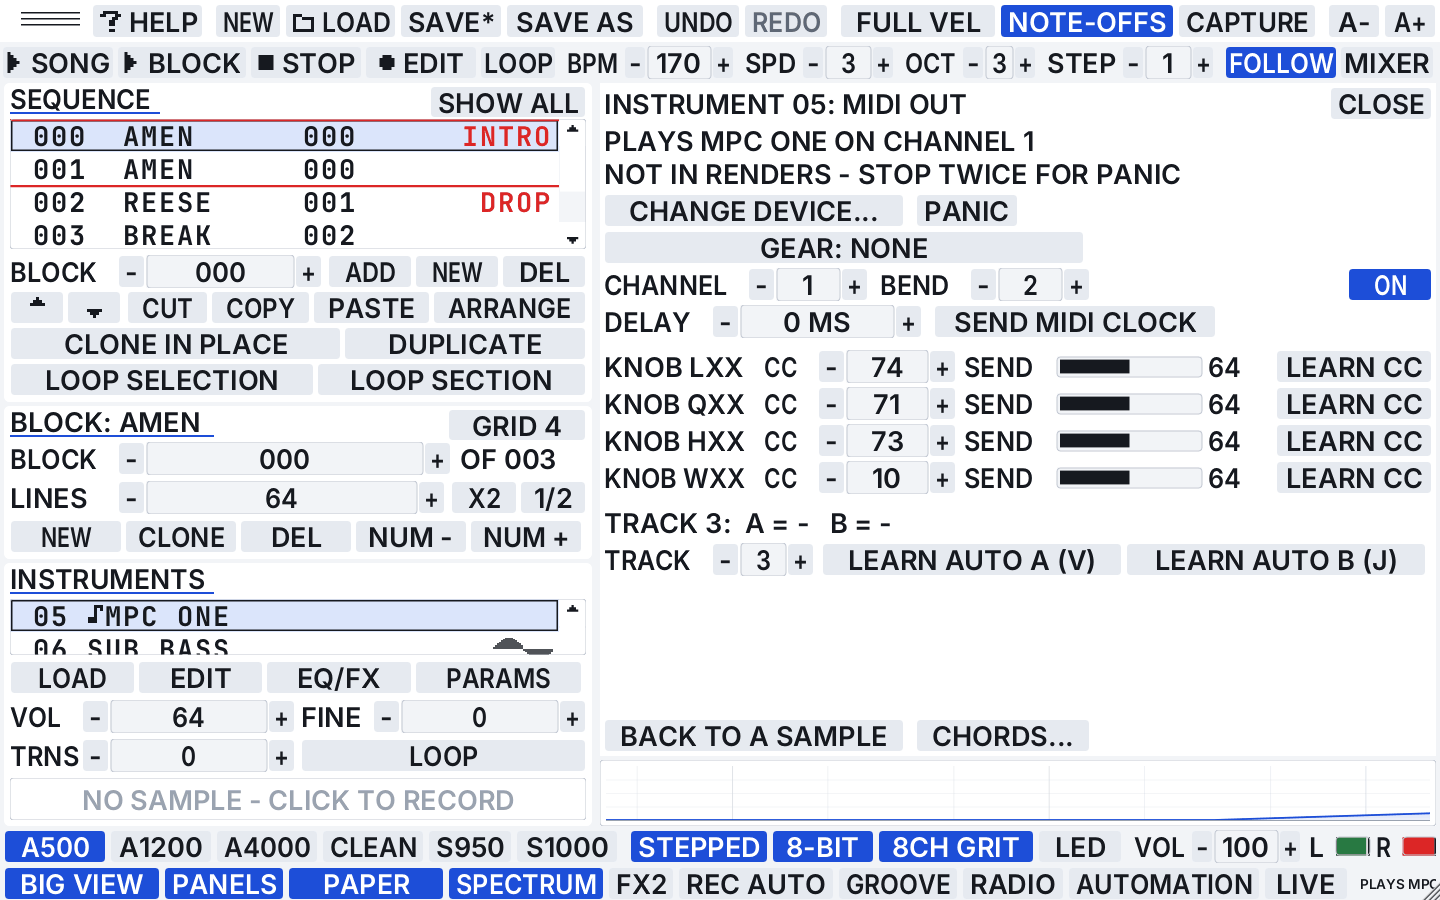 ? HELP NEW LOAD SAVE* SAVE AS UNDO REDO FULL VEL NOTE-OFFS CAPTURE A- A+
SONG BLOCK STOP EDIT LOOP BPM - 170 + SPD - 3 + OCT - 3 + STEP - 1 + FOLLOW MIXER
SEQUENCE SHOW ALL
000 AMEN 000 INTRO
001 AMEN 000
002 REESE 001 DROP
003 BREAK 002
BLOCK - 000 + ADD NEW DEL
CUT COPY PASTE ARRANGE
CLONE IN PLACE DUPLICATE
LOOP SELECTION LOOP SECTION
BLOCK: AMEN GRID 4
BLOCK - 000 + OF 003
LINES - 64 + X2 1/2
NEW CLONE DEL NUM - NUM +
INSTRUMENTS
05 MPC ONE
06 SUB BASS
LOAD EDIT EQ/FX PARAMS
VOL - 64 + FINE - 0 +
TRNS - 0 + LOOP
NO SAMPLE - CLICK TO RECORD
INSTRUMENT 05: MIDI OUT CLOSE
PLAYS MPC ONE ON CHANNEL 1
NOT IN RENDERS - STOP TWICE FOR PANIC
CHANGE DEVICE... PANIC
GEAR: NONE
CHANNEL - 1 + BEND - 2 + ON
DELAY - 0 MS + SEND MIDI CLOCK
KNOB LXX CC - 74 + SEND 64 LEARN CC
KNOB QXX CC - 71 + SEND 64 LEARN CC
KNOB HXX CC - 73 + SEND 64 LEARN CC
KNOB WXX CC - 10 + SEND 64 LEARN CC
TRACK 3: A = - B = -
TRACK - 3 + LEARN AUTO A (V) LEARN AUTO B (J)
BACK TO A SAMPLE CHORDS...
A500 A1200 A4000 CLEAN S950 S1000 STEPPED 8-BIT 8CH GRIT LED VOL - 100 + L R
BIG VIEW PANELS PAPER SPECTRUM FX2 REC AUTO GROOVE RADIO AUTOMATION LIVE PLAYS MPC